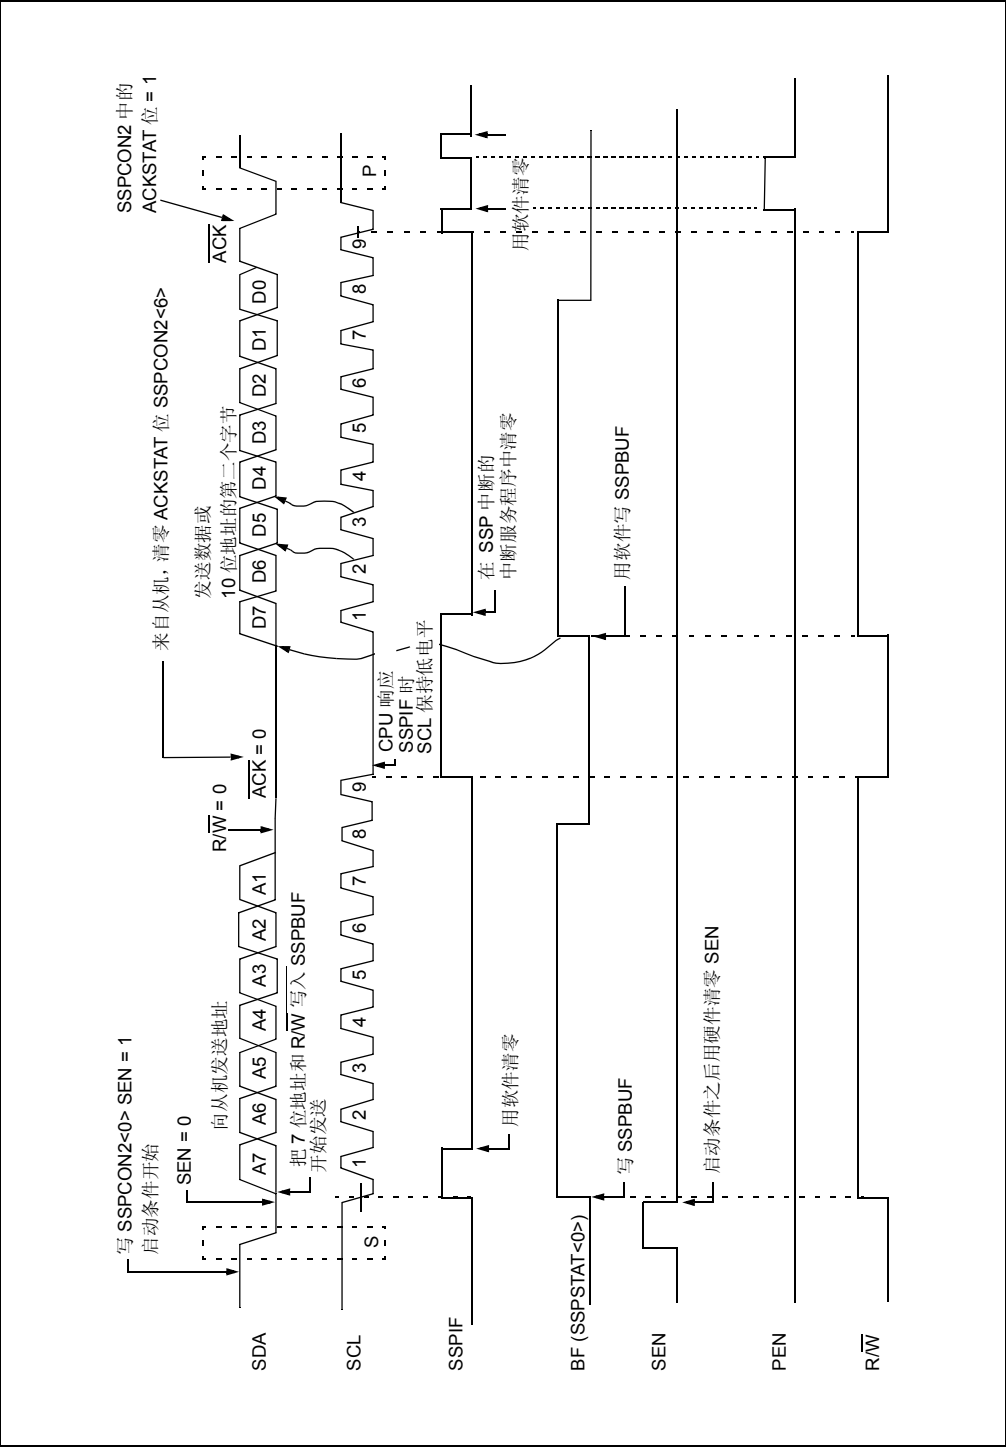 写 SSPCON2<0> SEN = 1
启动条件开始
SEN = 0
向从机发送地址
R/W = 0
ACK = 0
来自从机，清零 ACKSTAT 位 SSPCON2<6>
发送数据或
10 位地址的第二个字节
ACK
SSPCON2 中的
ACKSTAT 位 = 1
SDA
A7 A6 A5 A4 A3 A2 A1
D7 D6 D5 D4 D3 D2 D1 D0
把 7 位地址和 R/W 写入 SSPBUF
开始发送
SCL
S
1 2 3 4 5 6 7 8 9
1 2 3 4 5 6 7 8 9
P
CPU 响应
SSPIF 时
SCL 保持低电平
SSPIF
用软件清零
在 SSP 中断的
中断服务程序中清零
用软件清零
BF (SSPSTAT<0>)
写 SSPBUF
用软件写 SSPBUF
SEN
启动条件之后用硬件清零 SEN
PEN
R/W